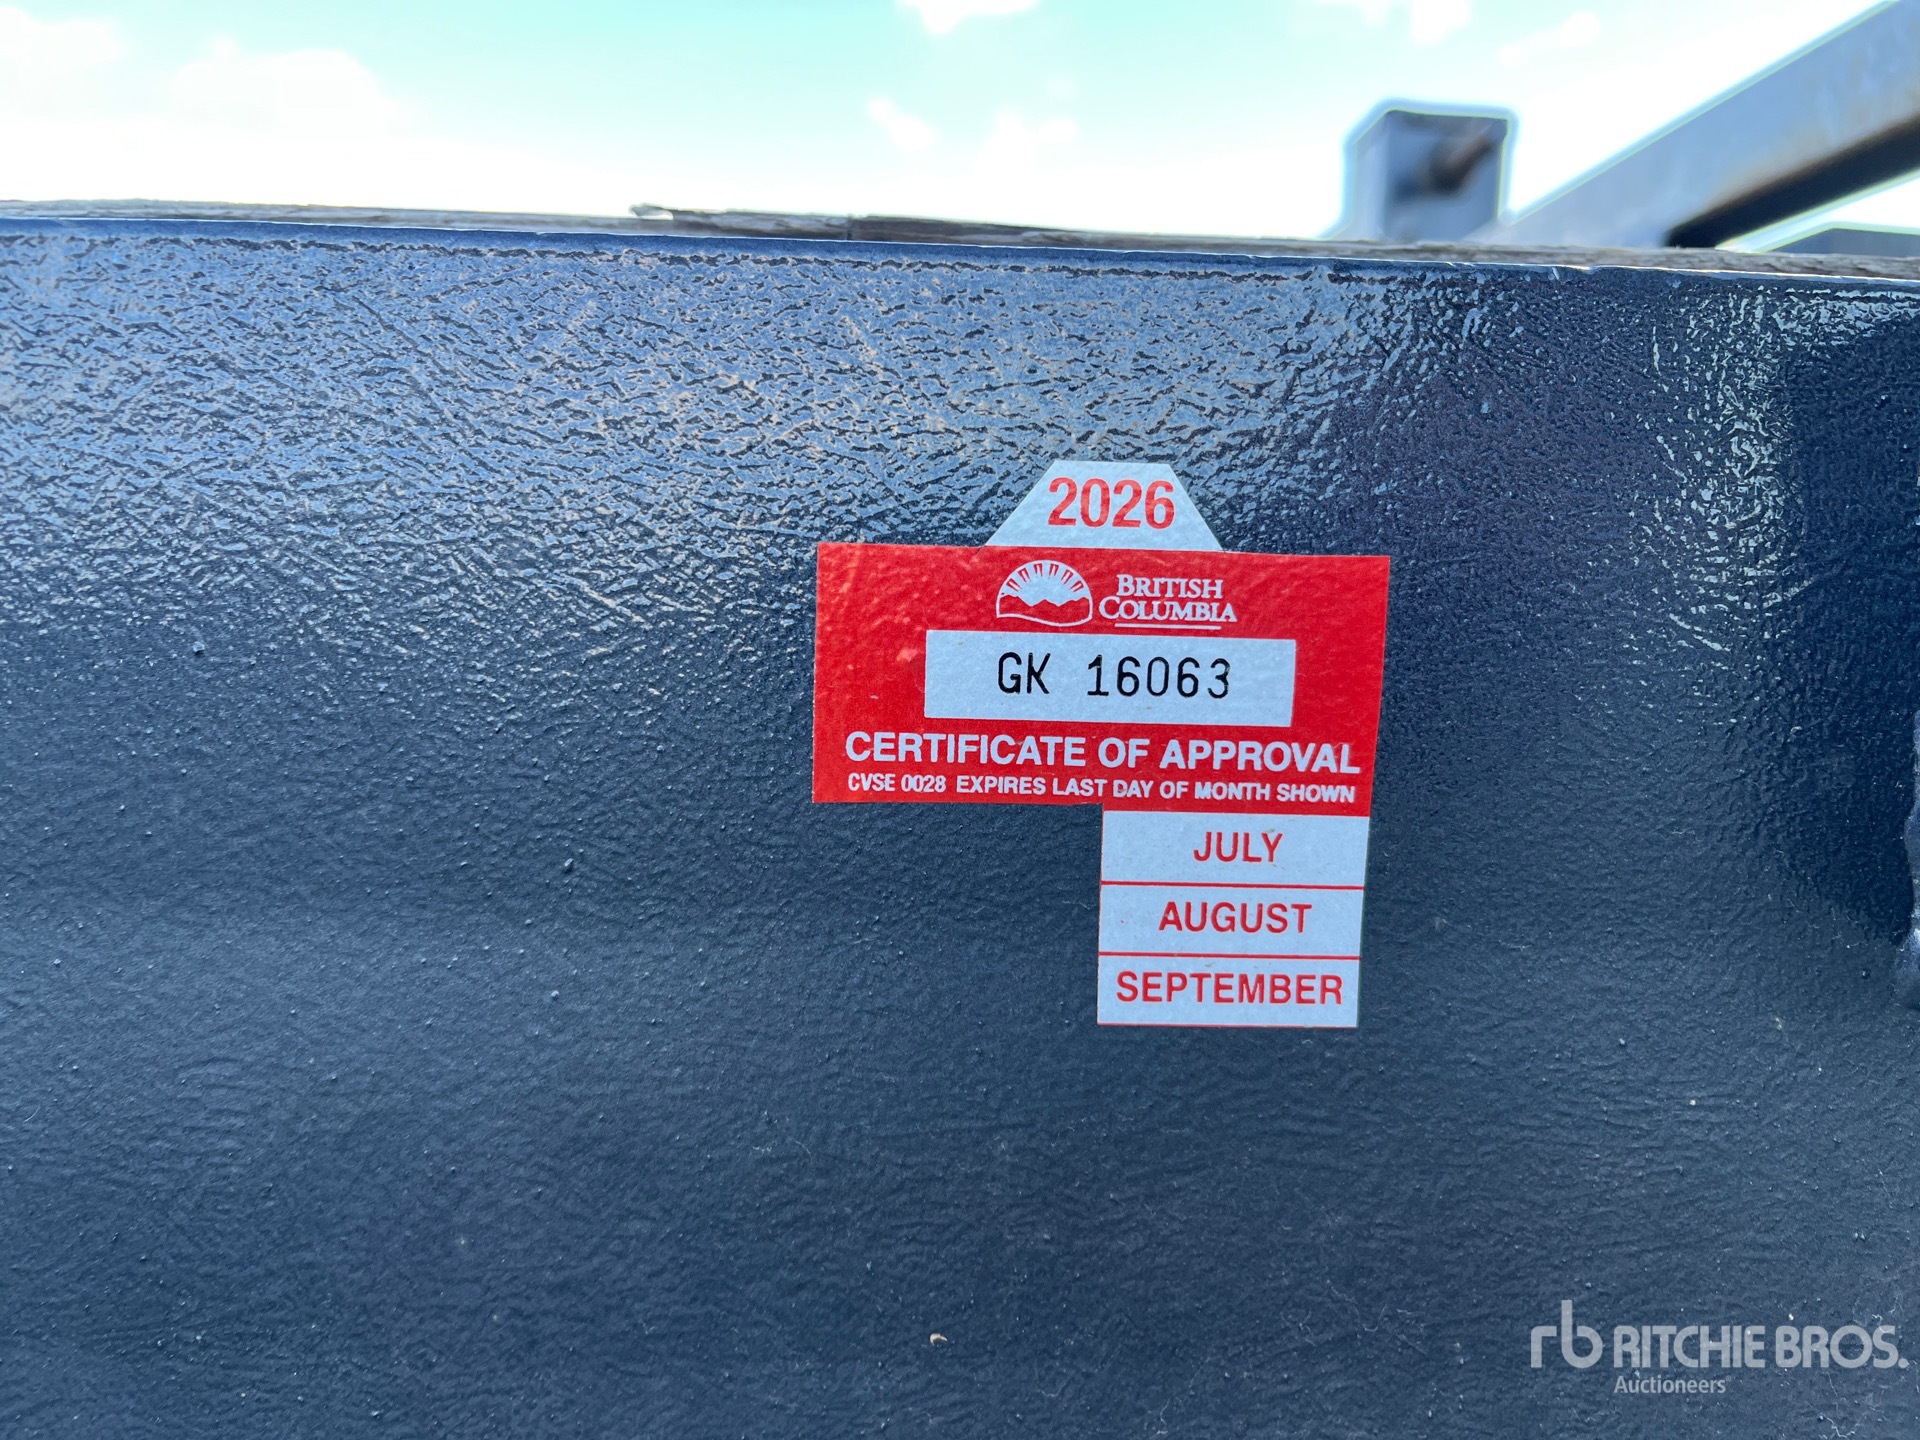 2026
BRITISH
COLUMBIA
GK 16063
CERTIFICATE OF APPROVAL
CVSE 0028 EXPIRES LAST DAY OF MONTH SHOWN
JULY
AUGUST
SEPTEMBER
rb RITCHIE BROS.
Auctioneers